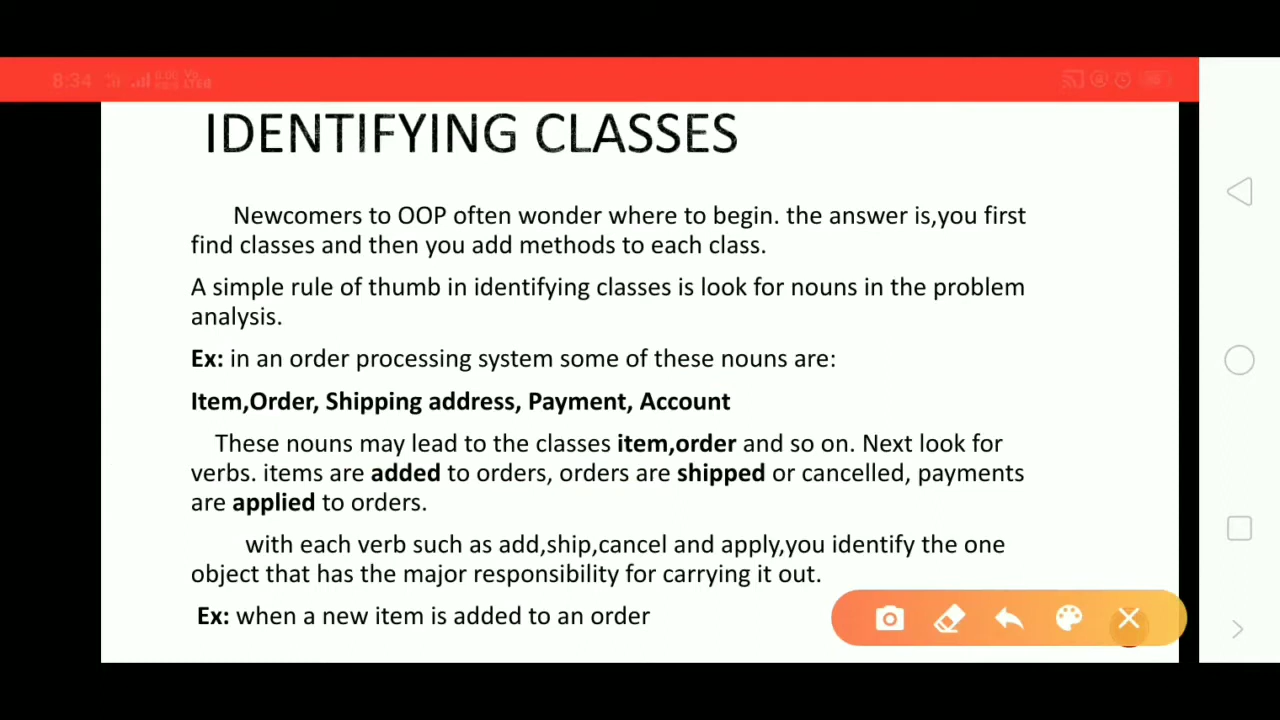 8:34
IDENTIFYING CLASSES
Newcomers to OOP often wonder where to begin. the answer is,you first
find classes and then you add methods to each class.
A simple rule of thumb in identifying classes is look for nouns in the problem
analysis.
Ex: in an order processing system some of these nouns are:
Item,Order, Shipping address, Payment, Account
These nouns may lead to the classes item,order and so on. Next look for
verbs. items are added to orders, orders are shipped or cancelled, payments
are applied to orders.
with each verb such as add,ship,cancel and apply,you identify the one
object that has the major responsibility for carrying it out.
Ex: when a new item is added to an order